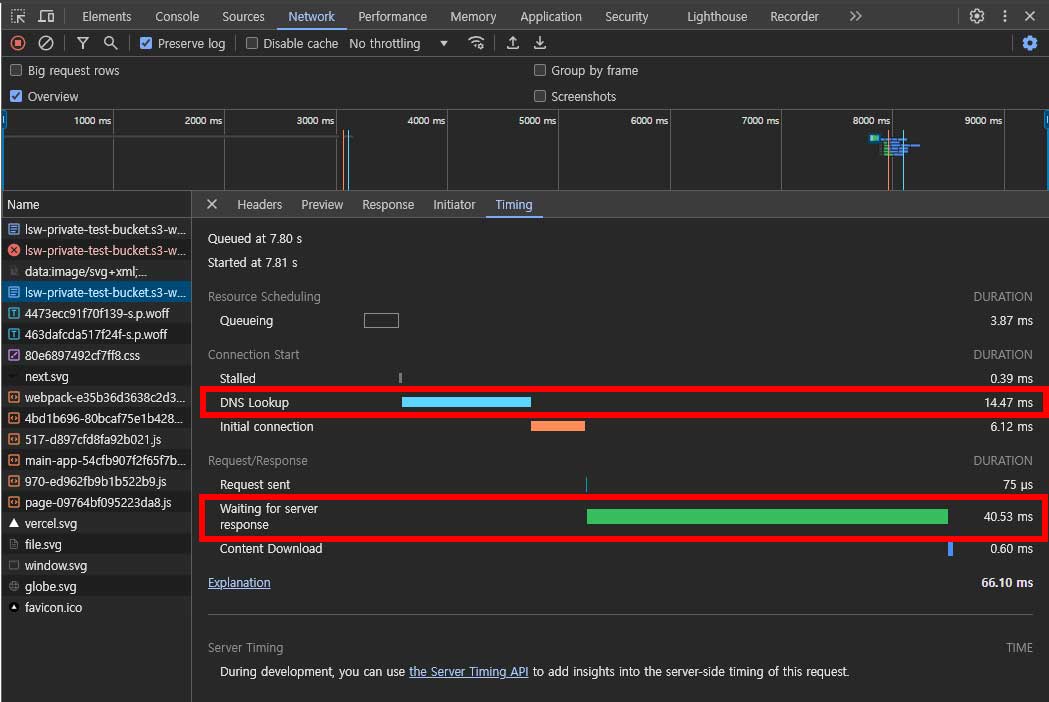 Elements Console Sources Network Performance Memory Application Security Lighthouse Recorder
Preserve log Disable cache No throttling
Big request rows Group by frame
Overview Screenshots
1000 ms 2000 ms 3000 ms 4000 ms 5000 ms 6000 ms 7000 ms 8000 ms 9000 ms
Name
lsw-private-test-bucket.s3-w...
lsw-private-test-bucket.s3-w...
data:image/svg+xml;...
lsw-private-test-bucket.s3-w...
4473ecc91f70f139-s.p.woff
463dafcda517f24f-s.p.woff
80e6897492cf7ff8.css
next.svg
webpack-e35b36d3638c2d3...
4bd1b696-80bcaf75e1b428...
517-d897cfd8fa92b021.js
main-app-54cfb907f2f65f7b...
970-ed962fb9b1b522b9.js
page-09764bf095223da8.js
vercel.svg
file.svg
window.svg
globe.svg
favicon.ico
Headers Preview Response Initiator Timing
Queued at 7.80 s
Started at 7.81 s
Resource Scheduling DURATION
Queueing 3.87 ms
Connection Start DURATION
Stalled 0.39 ms
DNS Lookup 14.47 ms
Initial connection 6.12 ms
Request/Response DURATION
Request sent 75 μs
Waiting for server
response 40.53 ms
Content Download 0.60 ms
Explanation 66.10 ms
Server Timing TIME
During development, you can use the Server Timing API to add insights into the server-side timing of this request.